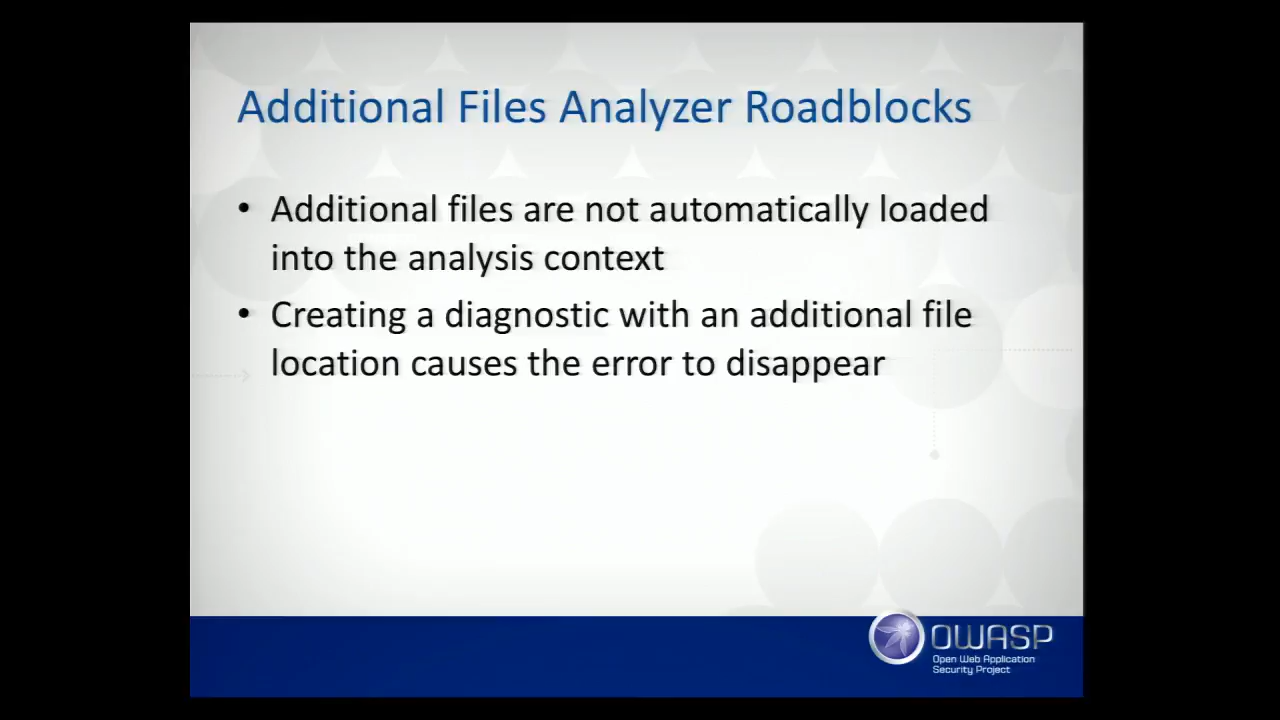 Additional Files Analyzer Roadblocks
• Additional files are not automatically loaded
into the analysis context
• Creating a diagnostic with an additional file
location causes the error to disappear
OWASP
Open Web Application
Security Project